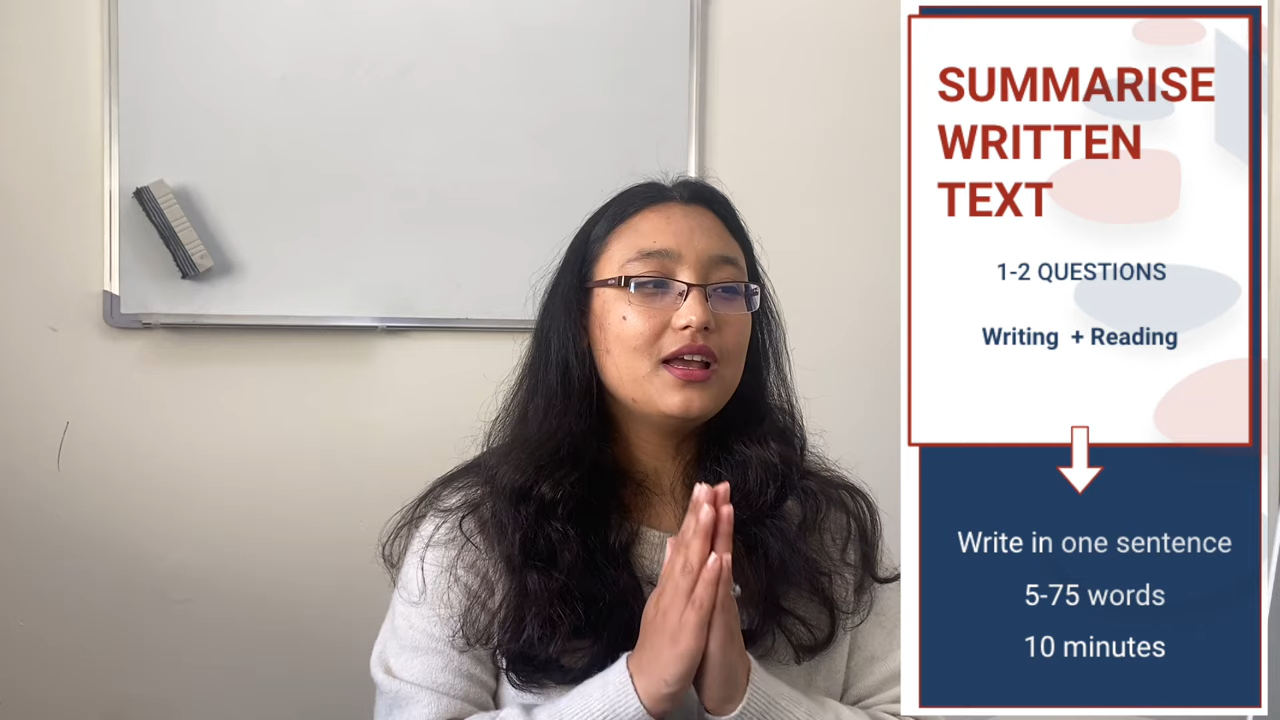 SUMMARISE
WRITTEN
TEXT
1-2 QUESTIONS
Writing + Reading
Write in one sentence
5-75 words
10 minutes